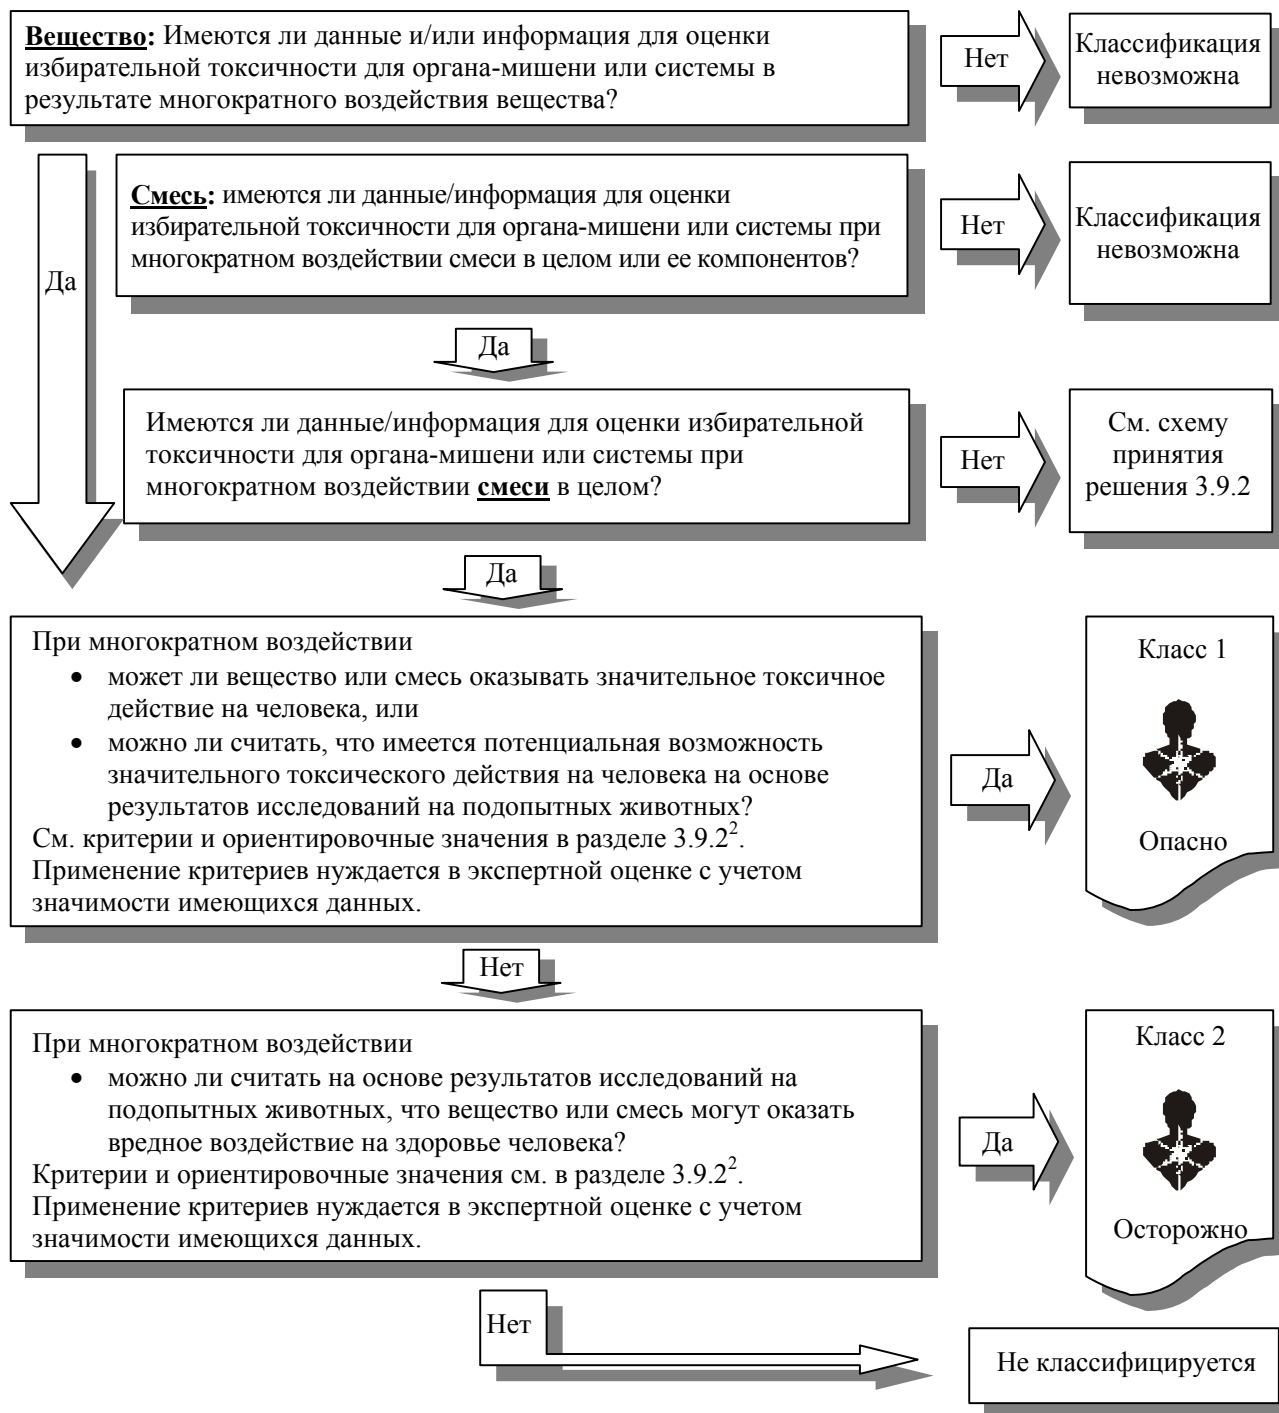 Вещество: Имеются ли данные и/или информация для оценки
избирательной токсичности для органа-мишени или системы в
результате многократного воздействия вещества?
Нет
Классификация
невозможна
Смесь: имеются ли данные/информация для оценки
избирательной токсичности для органа-мишени или системы при
многократном воздействии смеси в целом или ее компонентов?
Нет
Классификация
невозможна
Да
Да
Имеются ли данные/информация для оценки избирательной
токсичности для органа-мишени или системы при
многократном воздействии смеси в целом?
Нет
См. схему
принятия
решения 3.9.2
Да
При многократном воздействии
• может ли вещество или смесь оказывать значительное токсичное
действие на человека, или
• можно ли считать, что имеется потенциальная возможность
значительного токсического действия на человека на основе
результатов исследований на подопытных животных?
См. критерии и ориентировочные значения в разделе 3.9.2².
Применение критериев нуждается в экспертной оценке с учетом
значимости имеющихся данных.
Да
Класс 1
Опасно
Нет
При многократном воздействии
• можно ли считать на основе результатов исследований на
подопытных животных, что вещество или смесь могут оказать
вредное воздействие на здоровье человека?
Критерии и ориентировочные значения см. в разделе 3.9.2².
Применение критериев нуждается в экспертной оценке с учетом
значимости имеющихся данных.
Да
Класс 2
Осторожно
Нет
Не классифицируется